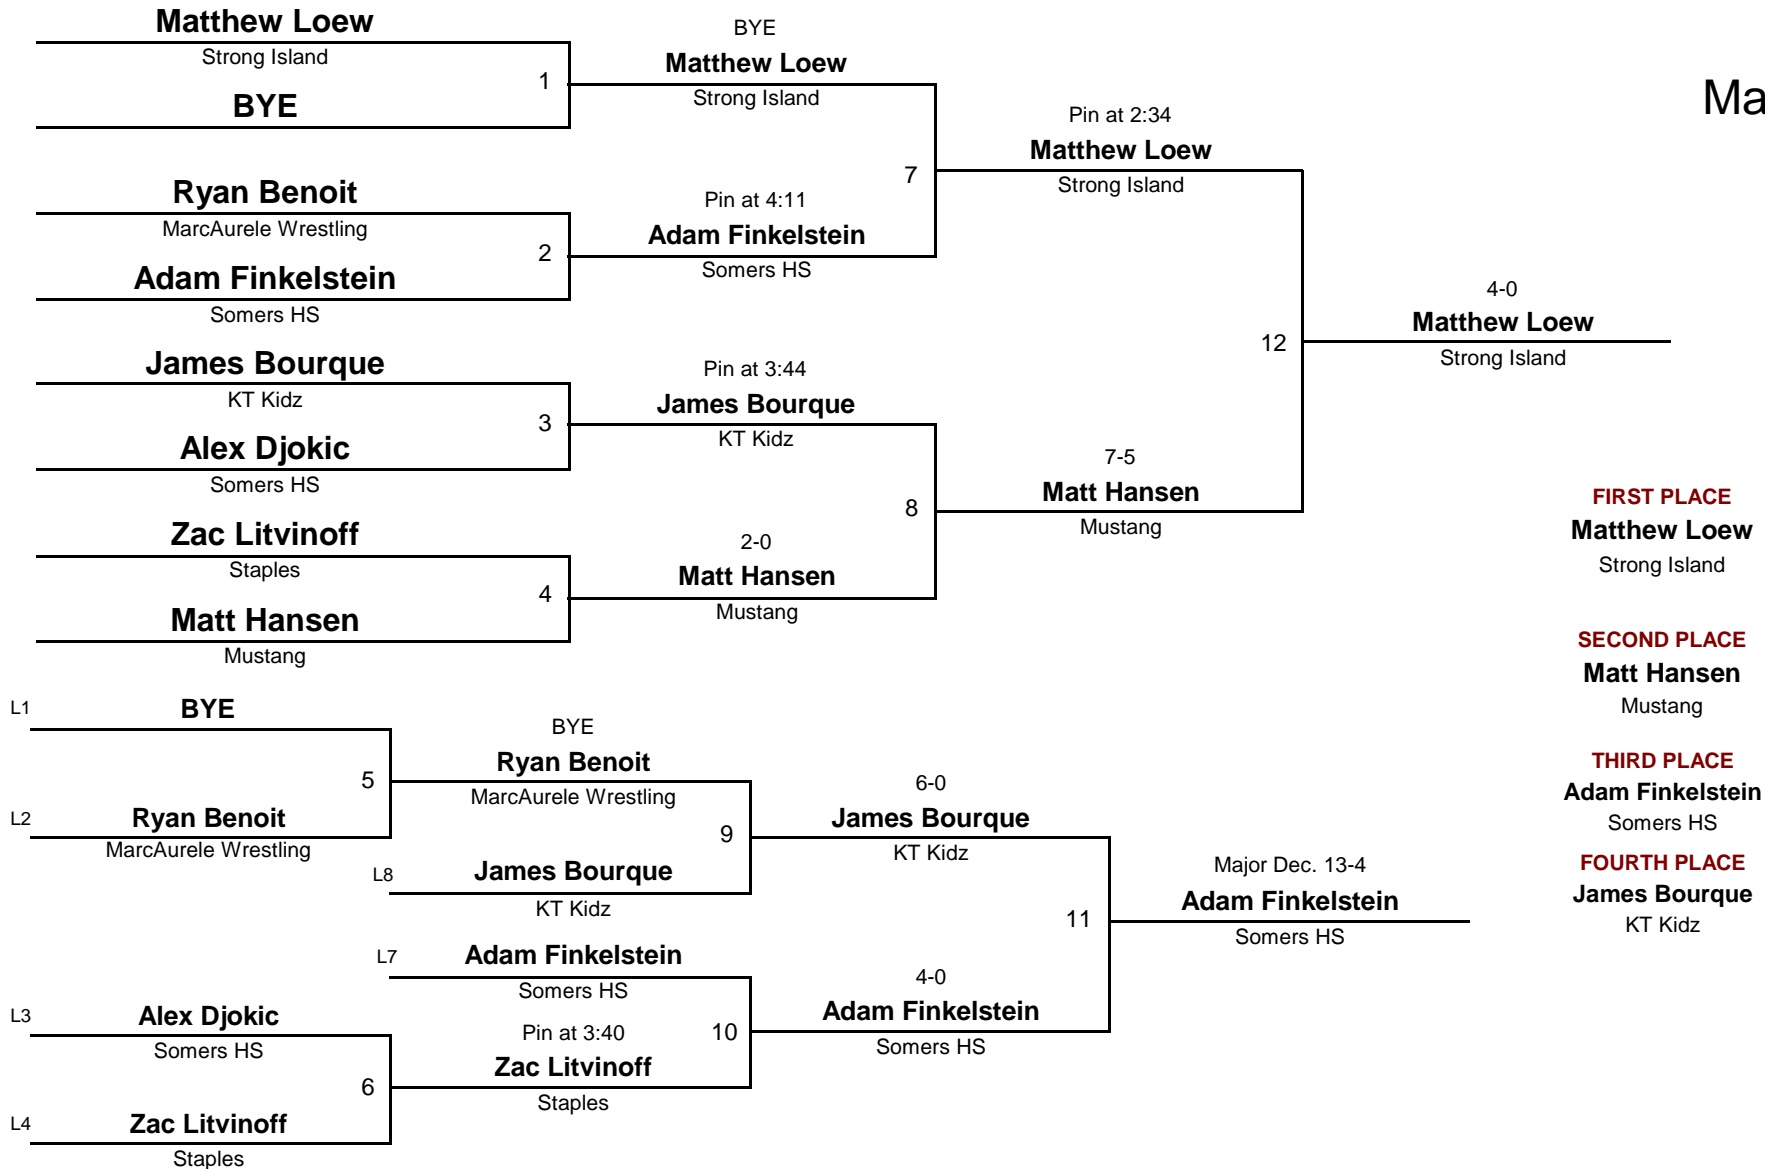 Matthew Loew
Strong Island
1
BYE
BYE
Matthew Loew
Strong Island
Ma
Ryan Benoit
MarcAurele Wrestling
2
Adam Finkelstein
Somers HS
Pin at 4:11
Adam Finkelstein
Somers HS
7
Pin at 2:34
Matthew Loew
Strong Island
James Bourque
KT Kidz
3
Alex Djokic
Somers HS
Pin at 3:44
James Bourque
KT Kidz
Zac Litvinoff
Staples
4
Matt Hansen
Mustang
2-0
Matt Hansen
Mustang
8
7-5
Matt Hansen
Mustang
12
4-0
Matthew Loew
Strong Island
FIRST PLACE
Matthew Loew
Strong Island
SECOND PLACE
Matt Hansen
Mustang
THIRD PLACE
Adam Finkelstein
Somers HS
FOURTH PLACE
James Bourque
KT Kidz
L1
BYE
5
L2
Ryan Benoit
MarcAurele Wrestling
BYE
Ryan Benoit
MarcAurele Wrestling
9
L8
James Bourque
KT Kidz
6-0
James Bourque
KT Kidz
L7
Adam Finkelstein
Somers HS
L3
Alex Djokic
Somers HS
6
L4
Zac Litvinoff
Staples
Pin at 3:40
Zac Litvinoff
Staples
10
4-0
Adam Finkelstein
Somers HS
11
Major Dec. 13-4
Adam Finkelstein
Somers HS